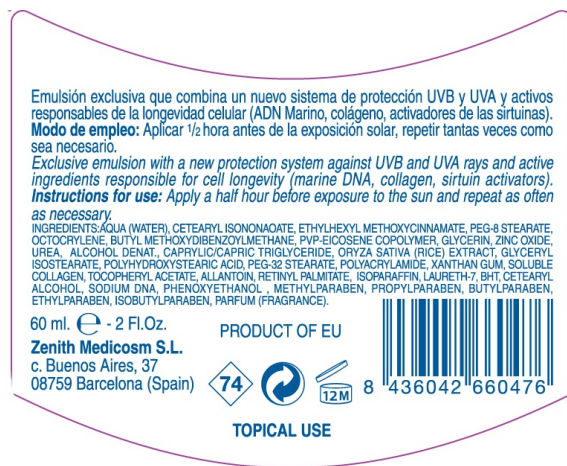 Emulsión exclusiva que combina un nuevo sistema de protección UVB y UVA y activos
responsables de la longevidad celular (ADN Marino, colágeno, activadores de las sirtuinas).
Modo de empleo: Aplicar 1/2 hora antes de la exposición solar, repetir tantas veces como
sea necesario.
Exclusive emulsion with a new protection system against UVB and UVA rays and active
ingredients responsible for cell longevity (marine DNA, collagen, sirtuin activators).
Instructions for use: Apply a half hour before exposure to the sun and repeat as often
as necessary.
INGREDIENTS:AQUA (WATER), CETEARYL ISONONAOATE, ETHYLHEXYL METHOXYCINNAMATE, PEG-8 STEARATE,
OCTOCRYLENE, BUTYL METHOXYDIBENZOYLMETHANE, PVP-EICOSENE COPOLYMER, GLYCERIN, ZINC OXIDE,
UREA, ALCOHOL DENAT., CAPRYLIC/CAPRIC TRIGLYCERIDE, ORYZA SATIVA (RICE) EXTRACT, GLYCERYL
ISOSTEARATE, POLYHYDROXYSTEARIC ACID, PEG-32 STEARATE, POLYACRYLAMIDE, XANTHAN GUM, SOLUBLE
COLLAGEN, TOCOPHERYL ACETATE, ALLANTOIN, RETINYL PALMITATE, ISOPARAFFIN, LAURETH-7, BHT, CETEARYL
ALCOHOL, SODIUM DNA, PHENOXYETHANOL , METHYLPARABEN, PROPYLPARABEN, BUTYLPARABEN,
ETHYLPARABEN, ISOBUTYLPARABEN, PARFUM (FRAGRANCE).
60 ml. e - 2 Fl.Oz.
PRODUCT OF EU
Zenith Medicosm S.L.
c. Buenos Aires, 37
08759 Barcelona (Spain)
74
12M
8 436042 660476
TOPICAL USE